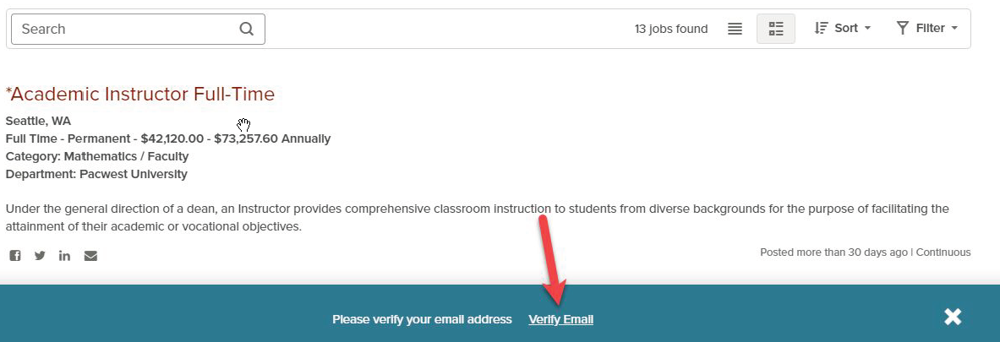 Search
13 jobs found
Sort
Filter
*Academic Instructor Full-Time
Seattle, WA
Full Time - Permanent - $42,120.00 - $73,257.60 Annually
Category: Mathematics / Faculty
Department: Pacwest University
Under the general direction of a dean, an Instructor provides comprehensive classroom instruction to students from diverse backgrounds for the purpose of facilitating the
attainment of their academic or vocational objectives.
Posted more than 30 days ago | Continuous
Please verify your email address Verify Email